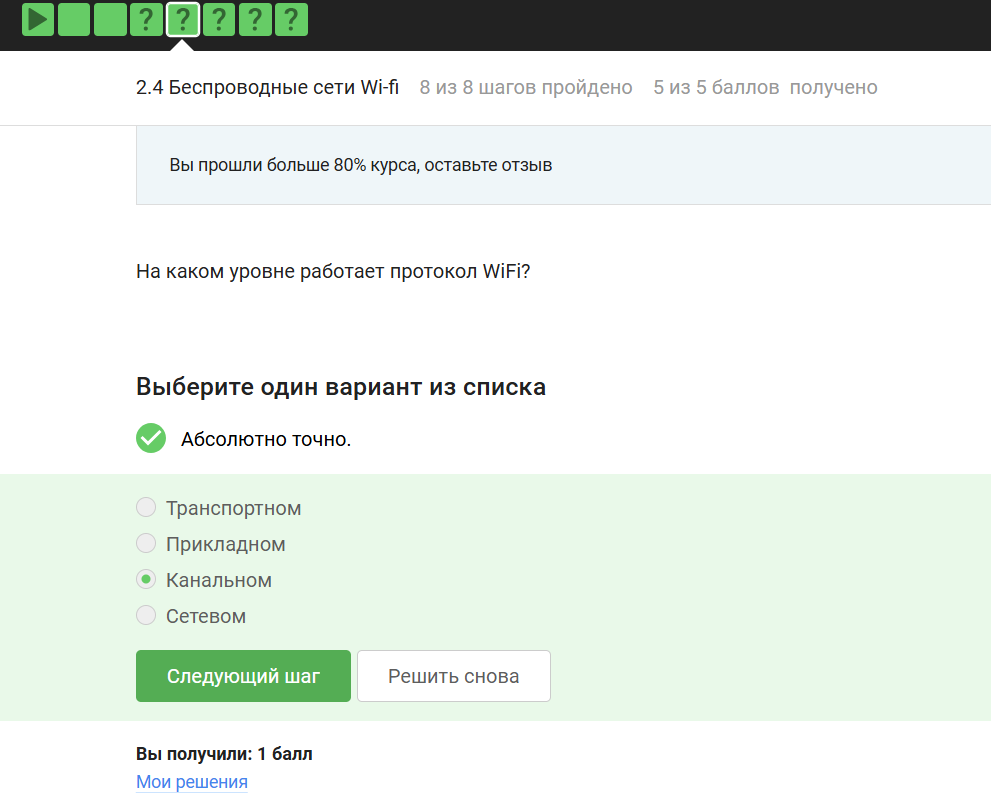 ? ? ? ? ?
2.4 Беспроводные сети Wi-fi 8 из 8 шагов пройдено 5 из 5 баллов получено
Вы прошли больше 80% курса, оставьте отзыв
На каком уровне работает протокол WiFi?
Выберите один вариант из списка
Абсолютно точно.
Транспортном
Прикладном
Канальном
Сетевом
Следующий шаг Решить снова
Вы получили: 1 балл
Мои решения